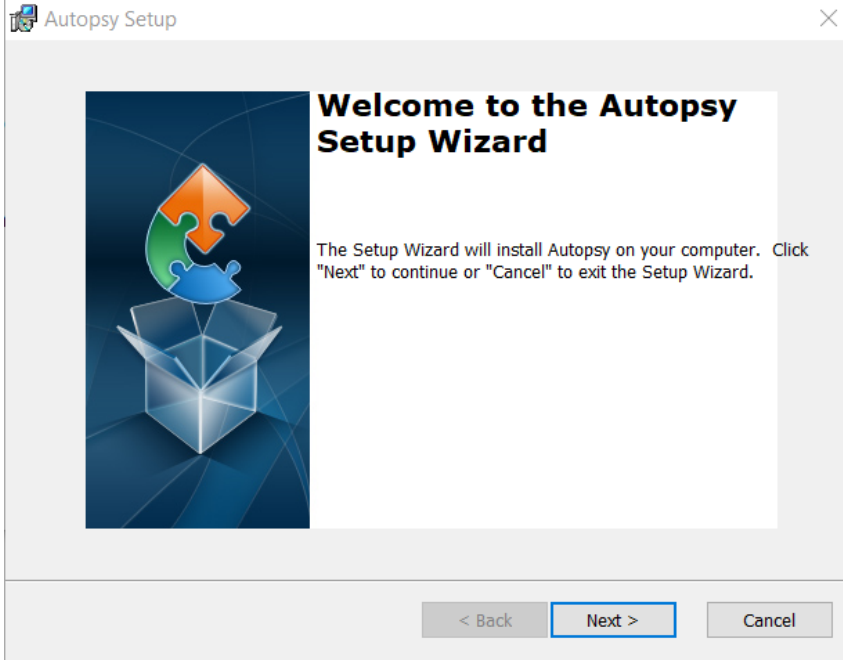 Autopsy Setup
Welcome to the Autopsy
Setup Wizard
The Setup Wizard will install Autopsy on your computer.  Click
"Next" to continue or "Cancel" to exit the Setup Wizard.
< Back
Next >
Cancel